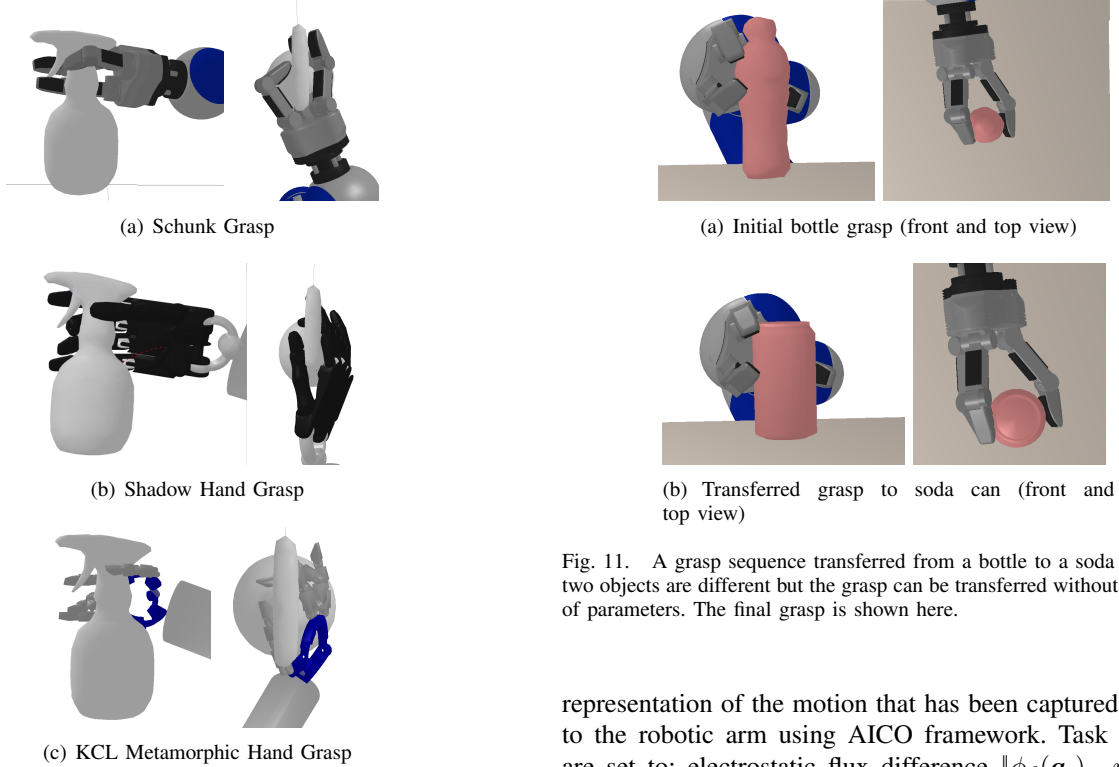 (a) Schunk Grasp
(b) Shadow Hand Grasp
(c) KCL Metamorphic Hand Grasp
(a) Initial bottle grasp (front and top view)
(b) Transferred grasp to soda can (front and
top view)
Fig. 11. A grasp sequence transferred from a bottle to a soda
two objects are different but the grasp can be transferred without
of parameters. The final grasp is shown here.
representation of the motion that has been captured
to the robotic arm using AICO framework. Task
are set to: electrostatic flux difference